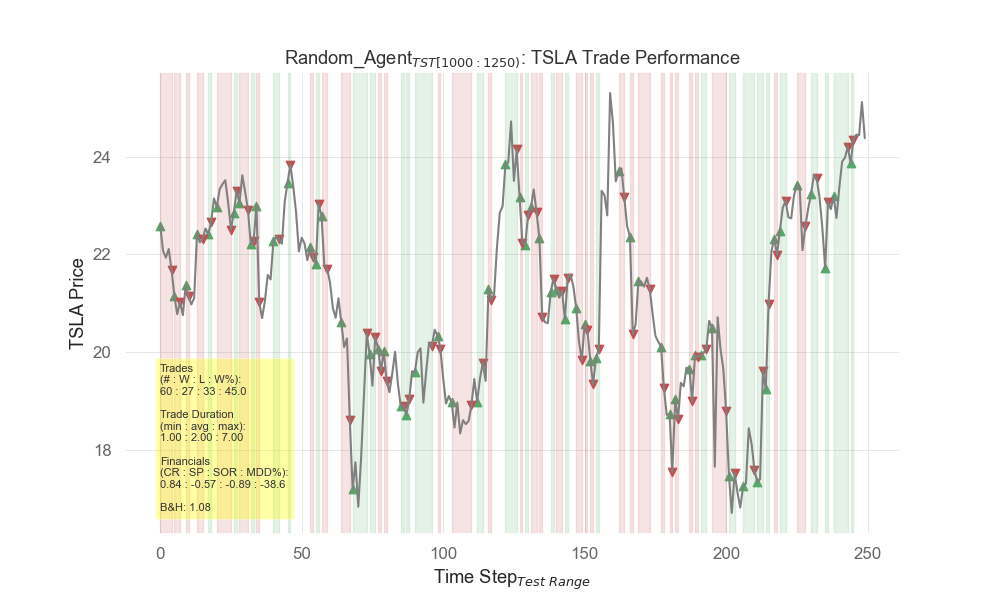 Random_Agent TST[1000:1250): TSLA Trade Performance
TSLA Price
24
22
20
18
Trades
(# : W : L : W%):
60 : 27 : 33 : 45.0
Trade Duration
(min : avg : max):
1.00 : 2.00 : 7.00
Financials
(CR : SP : SOR : MDD%):
0.84 : -0.57 : -0.89 : -38.6
B&H: 1.08
0 50 100 150 200 250
Time Step Test Range